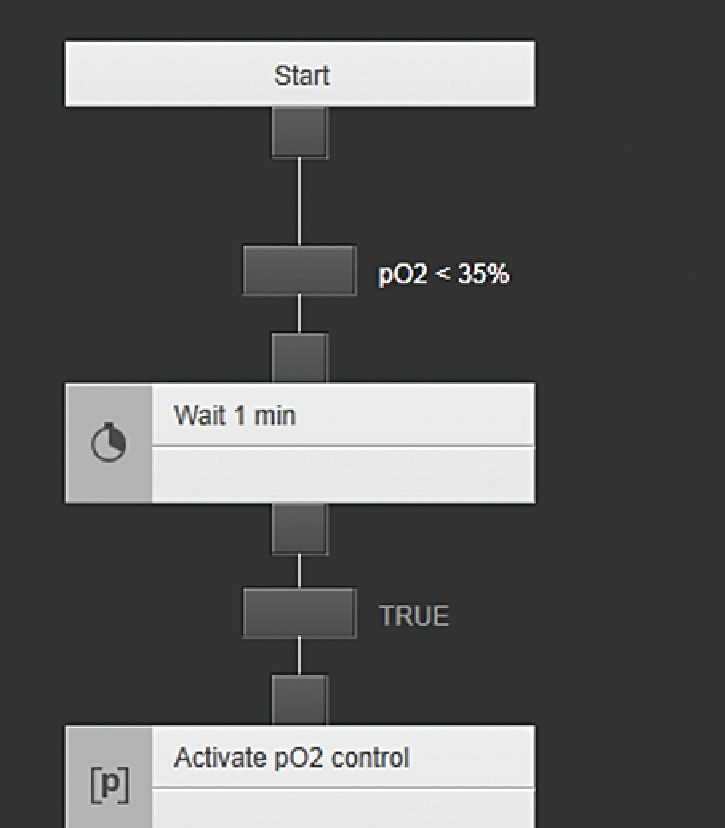 Start
pO2 < 35%
Wait 1 min
TRUE
Activate pO2 control
[p]